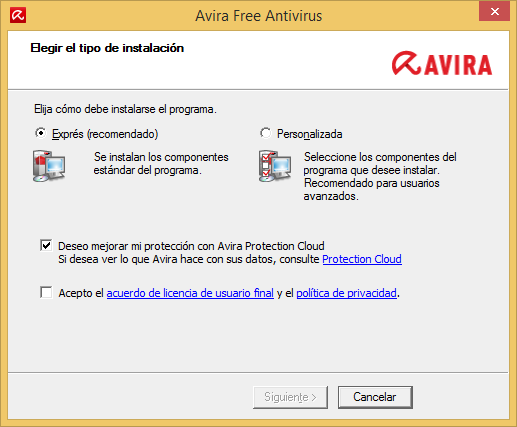 Avira Free Antivirus
Elegir el tipo de instalación
AVIRA
Elija cómo debe instalarse el programa.
Exprés (recomendado)
Se instalan los componentes
estándar del programa.
Personalizada
Seleccione los componentes del
programa que desee instalar.
Recomendado para usuarios
avanzados.
Deseo mejorar mi protección con Avira Protection Cloud
Si desea ver lo que Avira hace con sus datos, consulte Protection Cloud
Acepto el acuerdo de licencia de usuario final y el política de privacidad.
Siguiente >
Cancelar